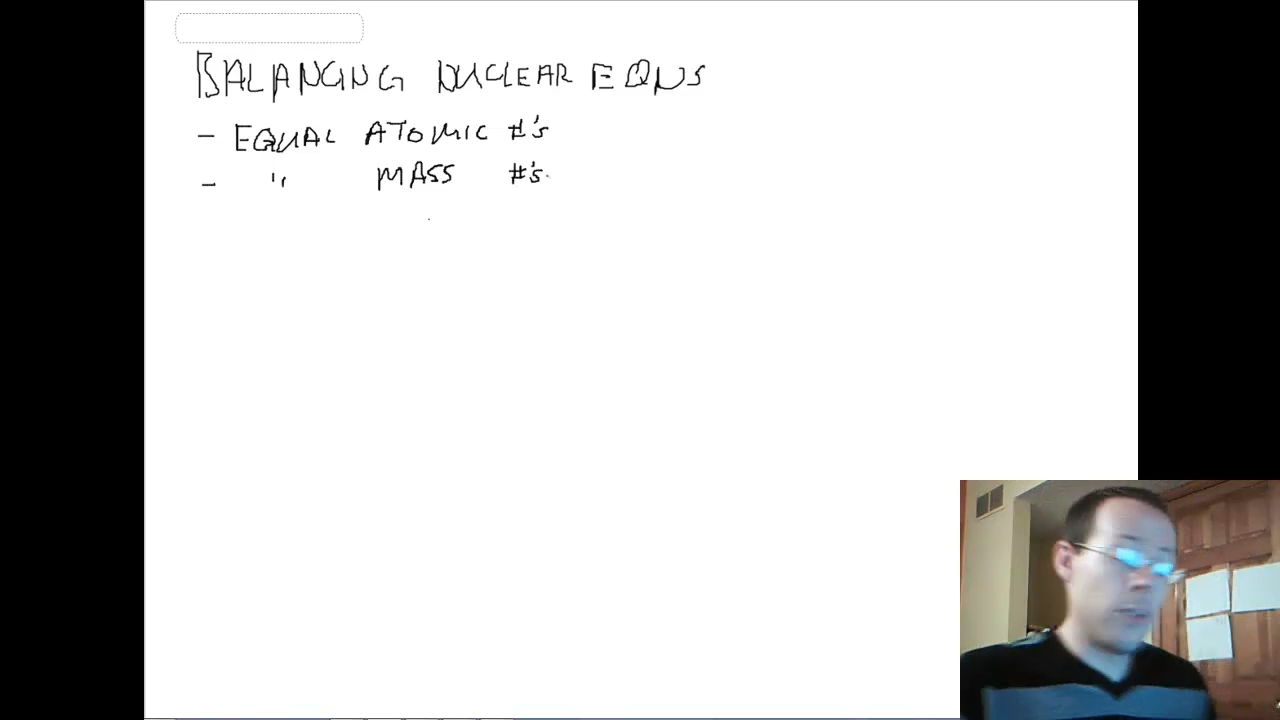 BALANCING NUCLEAR EQNS
- EQUAL ATOMIC #'s
- " MASS #'s